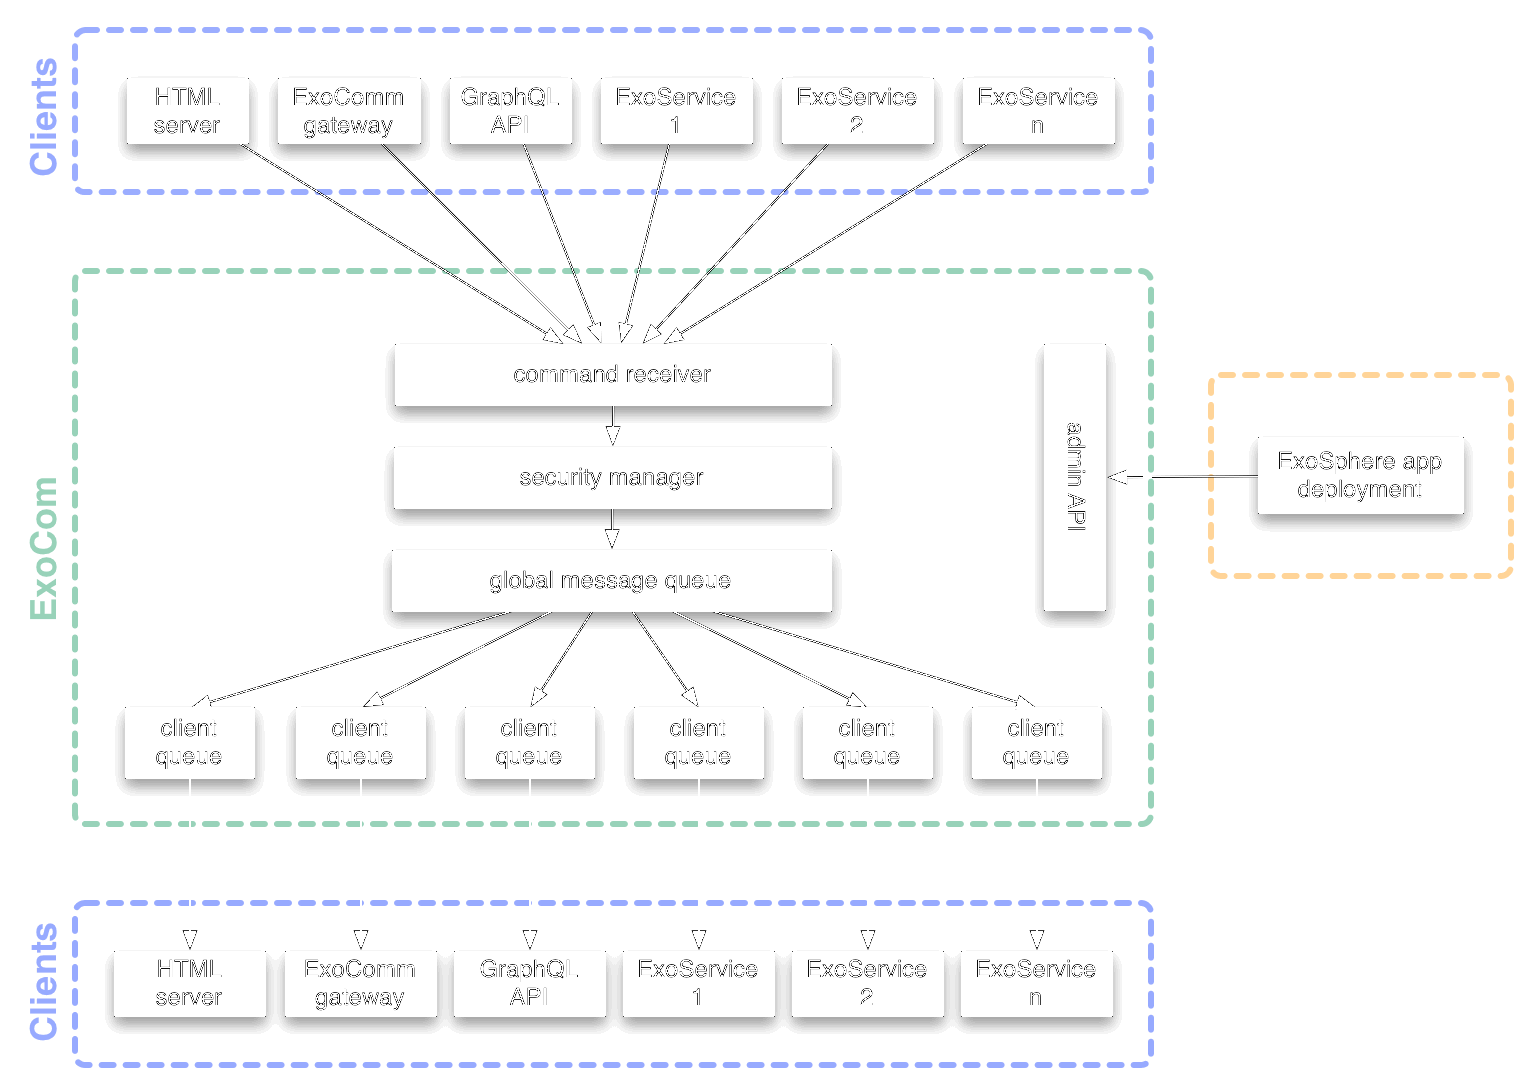 Clients
HTML
server
ExoComm
gateway
GraphQL
API
ExoService
1
ExoService
2
ExoService
n
ExoCom
command receiver
security manager
global message queue
admin API
ExoSphere app
deployment
client
queue
client
queue
client
queue
client
queue
client
queue
client
queue
Clients
HTML
server
ExoComm
gateway
GraphQL
API
ExoService
1
ExoService
2
ExoService
n